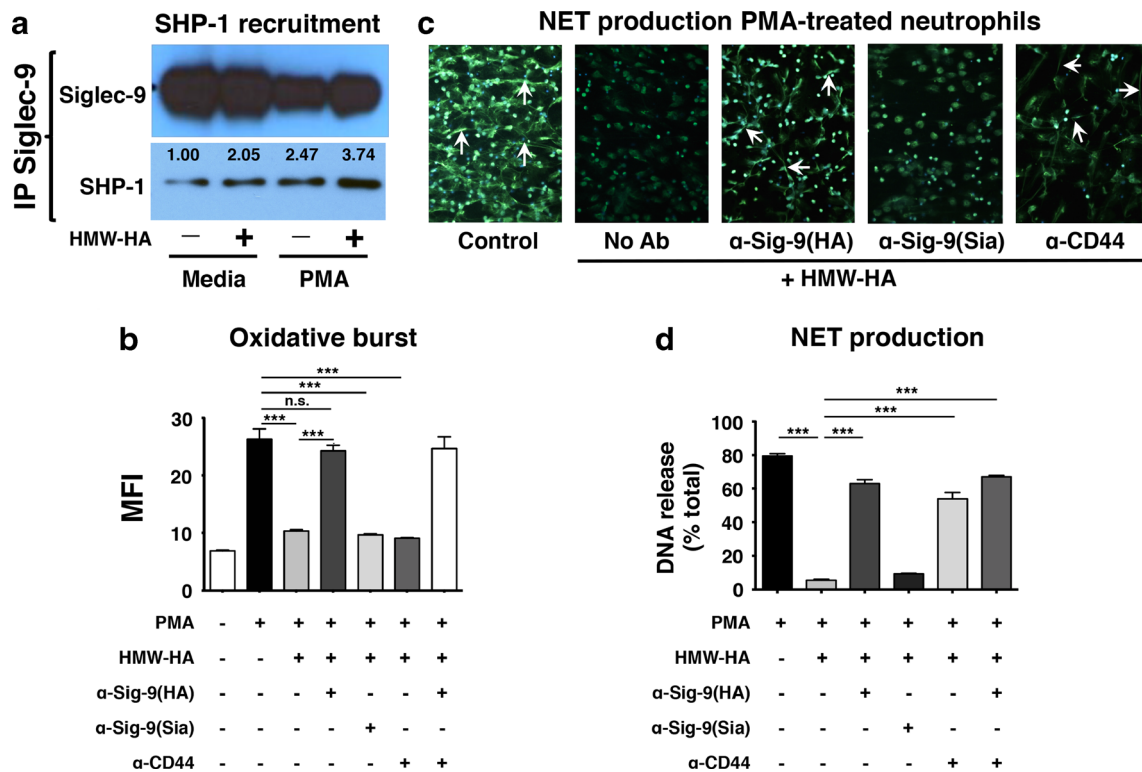 a
SHP-1 recruitment
IP Siglec-9
Siglec-9
1.00 2.05 2.47 3.74
SHP-1
HMW-HA — + — +
Media PMA
c
NET production PMA-treated neutrophils
Control No Ab α-Sig-9(HA) α-Sig-9(Sia) α-CD44
+ HMW-HA
b
Oxidative burst
***
***
n.s.
*** ***
MFI
30
20
10
0
PMA - + + + + + +
HMW-HA - - + + + + +
α-Sig-9(HA) - - - + - - +
α-Sig-9(Sia) - - - - + - -
α-CD44 - - - - - + +
d
NET production
***
***
*** ***
DNA release
(% total)
100
80
60
40
20
0
PMA + + + + + +
HMW-HA - + + + + +
α-Sig-9(HA) - - + - - +
α-Sig-9(Sia) - - - + - -
α-CD44 - - - - + +